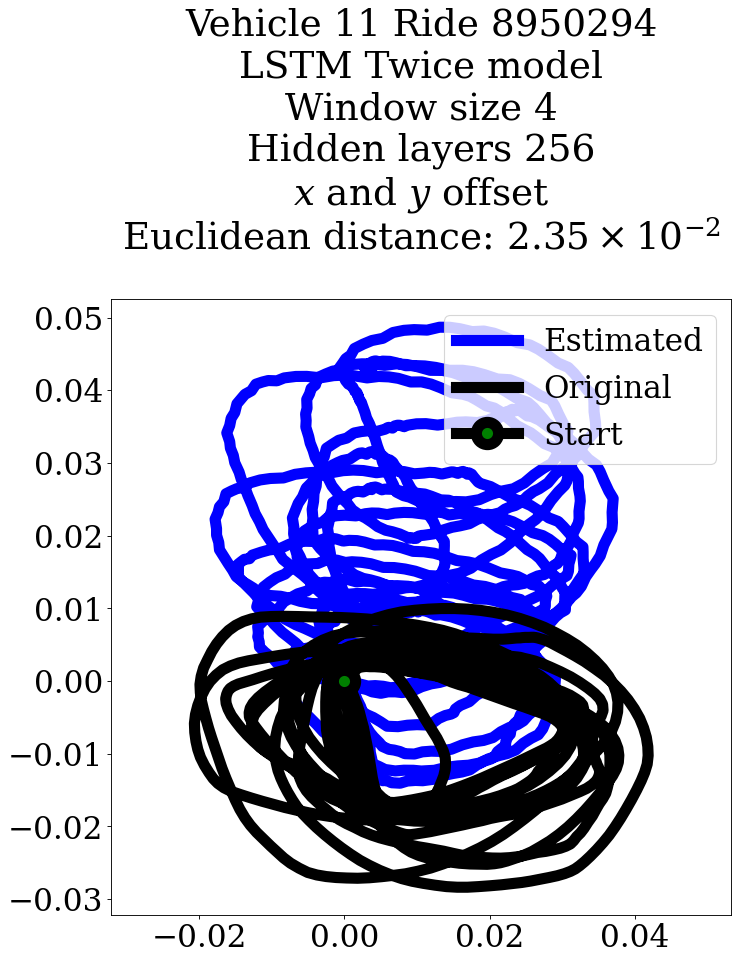 Vehicle 11 Ride 8950294
LSTM Twice model
Window size 4
Hidden layers 256
x and y offset
Euclidean distance: 2.35 × 10⁻²
Estimated
Original
Start
0.05
0.04
0.03
0.02
0.01
0.00
−0.01
−0.02
−0.03
−0.02 0.00 0.02 0.04